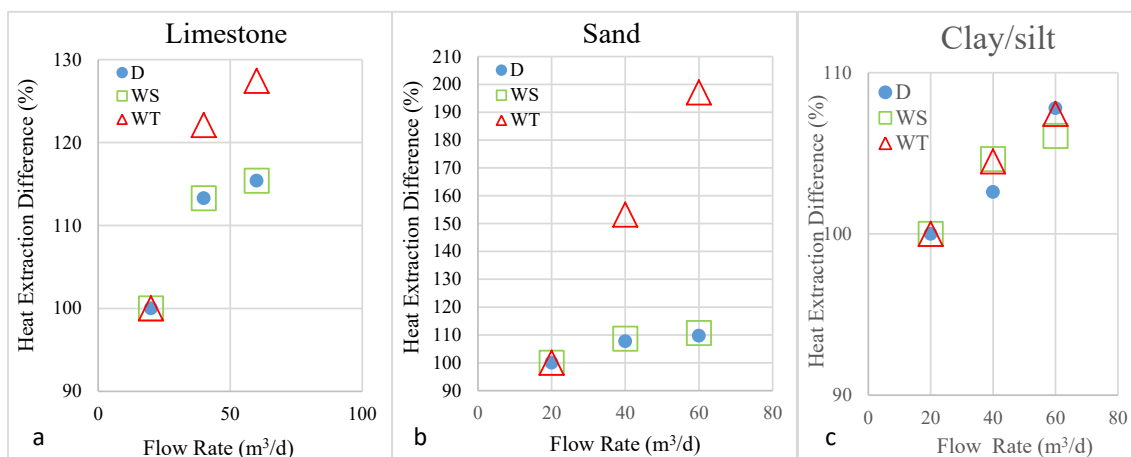 Limestone
Heat Extraction Difference (%)
130
120
110
100
90
D
WS
WT
0
50
100
a
Flow Rate (m³/d)
Sand
Heat Extraction Difference (%)
210
200
190
180
170
160
150
140
130
120
110
100
90
D
WS
WT
0
20
40
60
80
b
Flow Rate (m³/d)
Clay/silt
Heat Extraction Difference (%)
110
100
90
D
WS
WT
0
20
40
60
80
c
Flow Rate (m³/d)